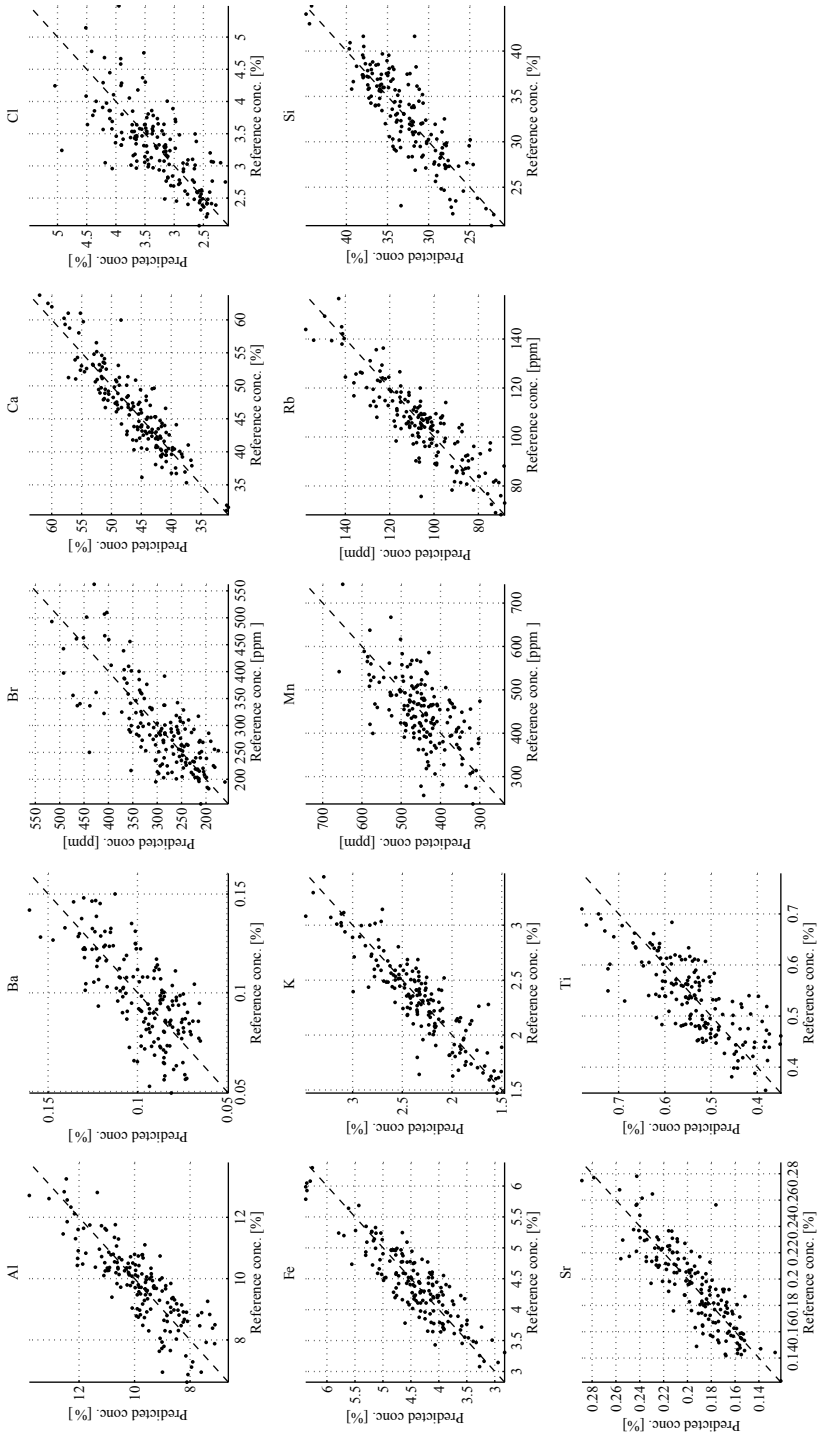 Al
12
10
8
Predicted conc. [%]
8 10 12
Reference conc. [%]
Ba
0.15
0.1
0.05
Predicted conc. [%]
0.05 0.1 0.15
Reference conc. [%]
Br
550
500
450
400
350
300
250
200
Predicted conc. [ppm]
200 250 300 350 400 450 500 550
Reference conc. [ppm ]
Ca
60
55
50
45
40
35
Predicted conc. [%]
35 40 45 50 55 60
Reference conc. [%]
Cl
5
4.5
4
3.5
3
2.5
Predicted conc. [%]
2.5 3 3.5 4 4.5 5
Reference conc. [%]
Fe
6
5.5
5
4.5
4
3.5
3
Predicted conc. [%]
3 3.5 4 4.5 5 5.5 6
Reference conc. [%]
K
3
2.5
2
1.5
Predicted conc. [%]
1.5 2 2.5 3
Reference conc. [%]
Mn
700
600
500
400
300
Predicted conc. [ppm]
300 400 500 600 700
Reference conc. [ppm ]
Rb
140
120
100
80
Predicted conc. [ppm]
80 100 120 140
Reference conc. [ppm]
Si
40
35
30
25
Predicted conc. [%]
25 30 35 40
Reference conc. [%]
Sr
0.28
0.26
0.24
0.22
0.2
0.18
0.16
0.14
Predicted conc. [%]
0.14 0.16 0.18 0.2 0.22 0.24 0.26 0.28
Reference conc. [%]
Ti
0.7
0.6
0.5
0.4
Predicted conc. [%]
0.4 0.5 0.6 0.7
Reference conc. [%]